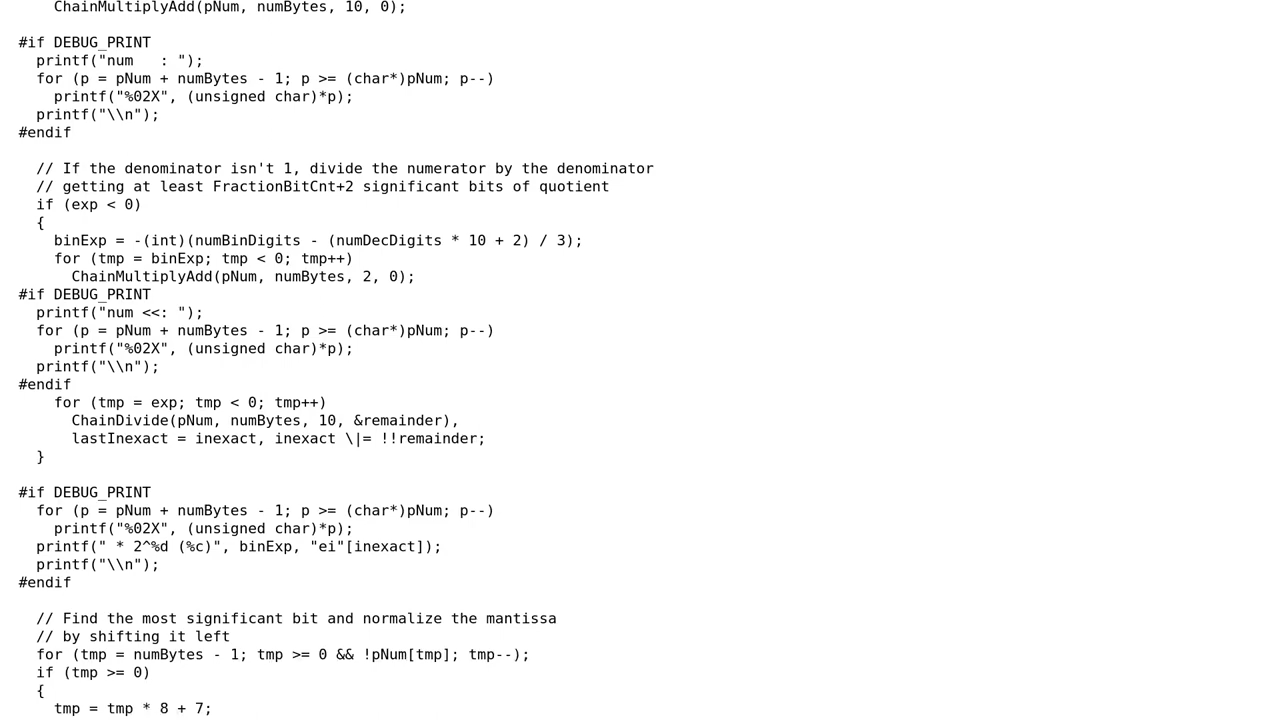 ChainMultiplyAdd(pNum, numBytes, 10, 0);

#if DEBUG_PRINT
  printf("num   : ");
  for (p = pNum + numBytes - 1; p >= (char*)pNum; p--)
    printf("%02X", (unsigned char)*p);
  printf("\\n");
#endif

  // If the denominator isn't 1, divide the numerator by the denominator
  // getting at least FractionBitCnt+2 significant bits of quotient
  if (exp < 0)
  {
    binExp = -(int)(numBinDigits - (numDecDigits * 10 + 2) / 3);
    for (tmp = binExp; tmp < 0; tmp++)
      ChainMultiplyAdd(pNum, numBytes, 2, 0);
#if DEBUG_PRINT
  printf("num <<: ");
  for (p = pNum + numBytes - 1; p >= (char*)pNum; p--)
    printf("%02X", (unsigned char)*p);
  printf("\\n");
#endif
    for (tmp = exp; tmp < 0; tmp++)
      ChainDivide(pNum, numBytes, 10, &remainder),
      lastInexact = inexact, inexact \|= !!remainder;
  }

#if DEBUG_PRINT
  for (p = pNum + numBytes - 1; p >= (char*)pNum; p--)
    printf("%02X", (unsigned char)*p);
  printf(" * 2^%d (%c)", binExp, "ei"[inexact]);
  printf("\\n");
#endif

  // Find the most significant bit and normalize the mantissa
  // by shifting it left
  for (tmp = numBytes - 1; tmp >= 0 && !pNum[tmp]; tmp--);
  if (tmp >= 0)
  {
    tmp = tmp * 8 + 7;